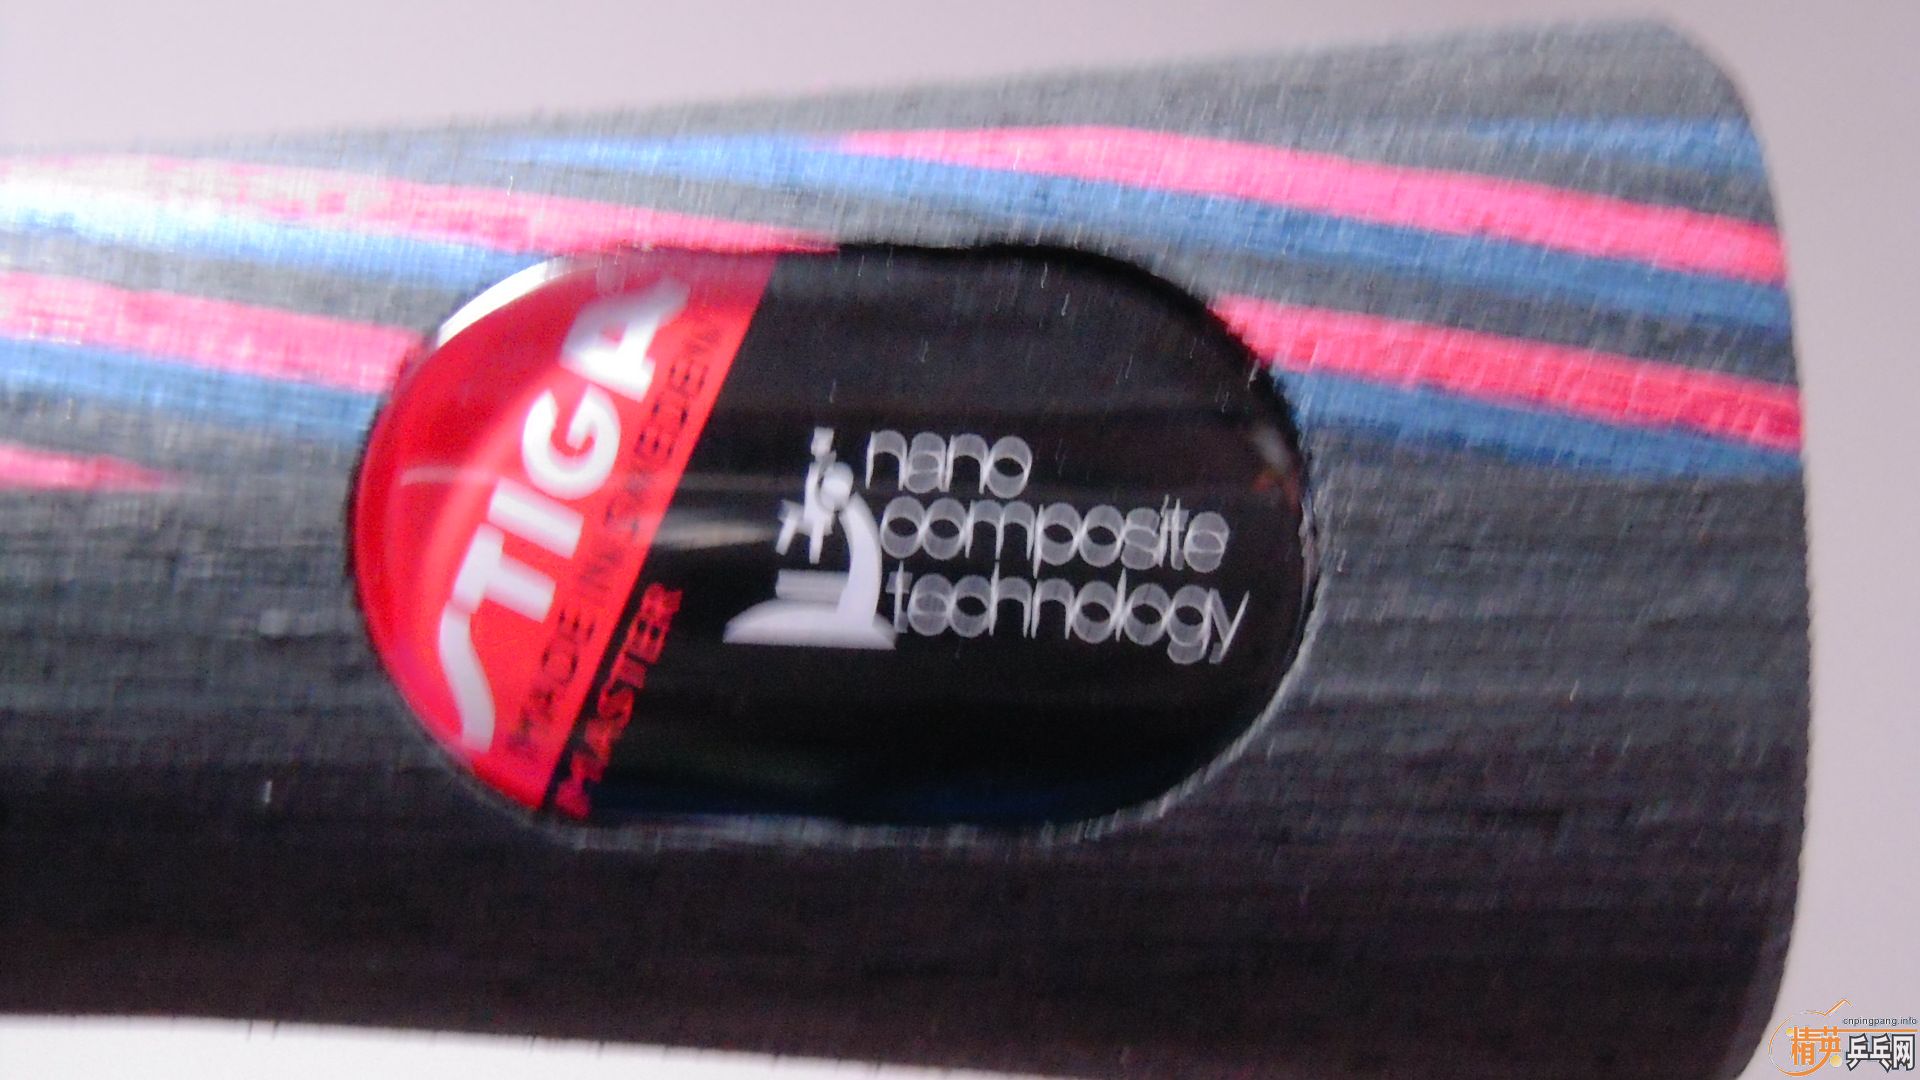 STIGA
MADE IN SWEDEN
MASTER
nano
composite
technology
cnpingpang.info
精英乒乓网